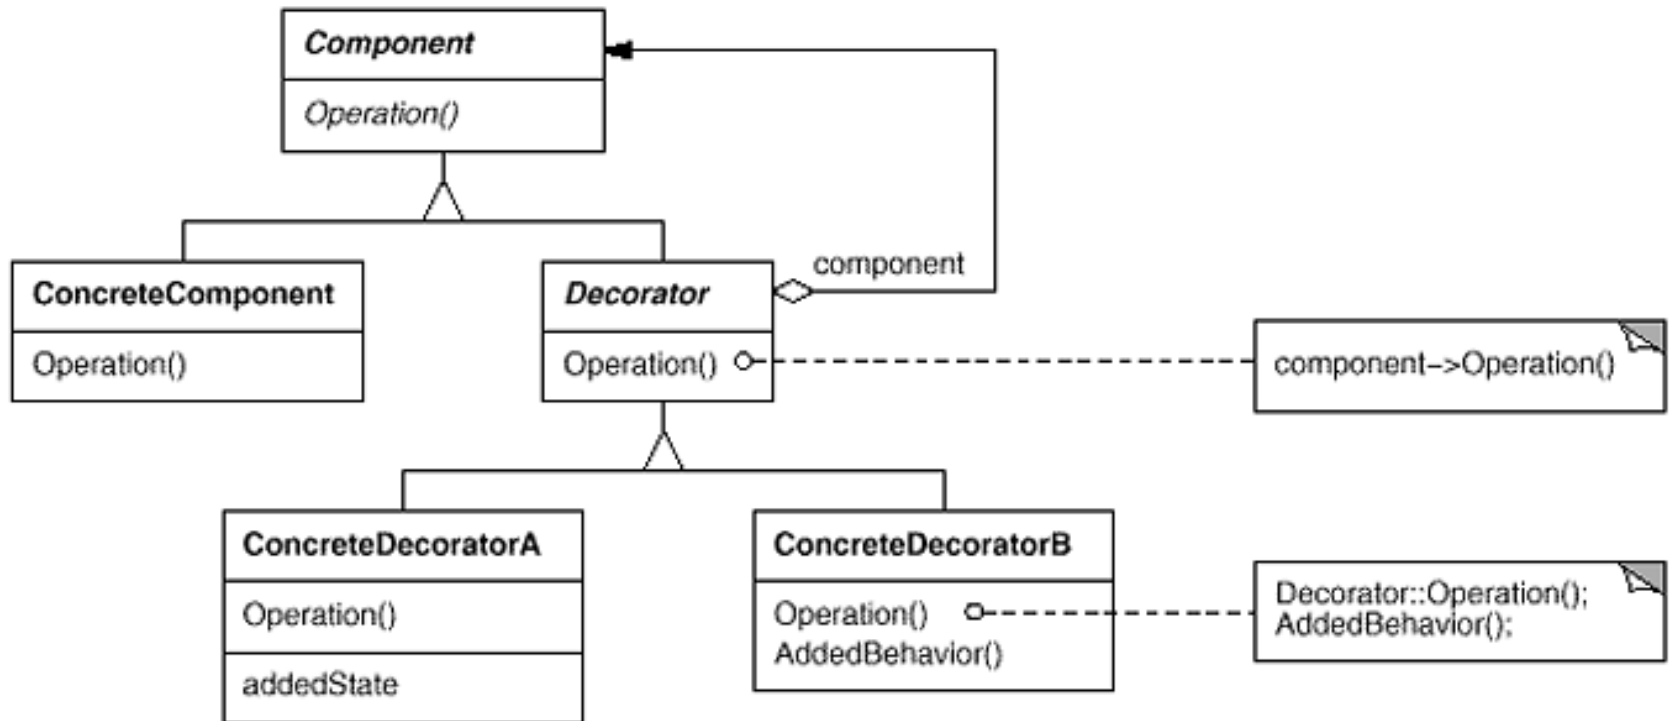 Component
Operation()
component
ConcreteComponent
Operation()
Decorator
Operation()
component–>Operation()
ConcreteDecoratorA
Operation()
addedState
ConcreteDecoratorB
Operation()
AddedBehavior()
Decorator::Operation();
AddedBehavior();